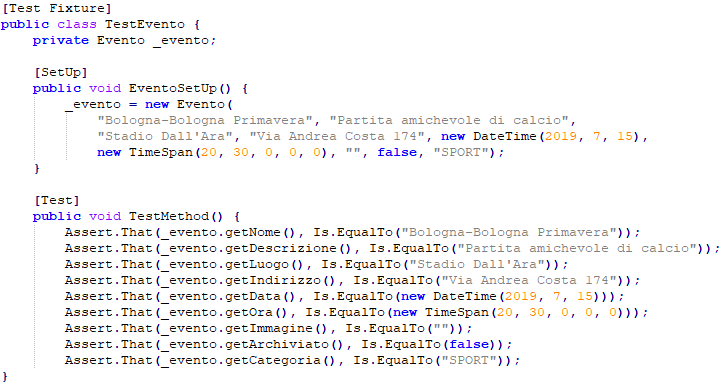 [Test Fixture]
public class TestEvento {
    private Evento _evento;

    [SetUp]
    public void EventoSetUp() {
        _evento = new Evento(
            "Bologna-Bologna Primavera", "Partita amichevole di calcio",
            "Stadio Dall'Ara", "Via Andrea Costa 174", new DateTime(2019, 7, 15),
            new TimeSpan(20, 30, 0, 0, 0), "", false, "SPORT");
    }

    [Test]
    public void TestMethod() {
        Assert.That(_evento.getNome(), Is.EqualTo("Bologna-Bologna Primavera"));
        Assert.That(_evento.getDescrizione(), Is.EqualTo("Partita amichevole di calcio"));
        Assert.That(_evento.getLuogo(), Is.EqualTo("Stadio Dall'Ara"));
        Assert.That(_evento.getIndirizzo(), Is.EqualTo("Via Andrea Costa 174"));
        Assert.That(_evento.getData(), Is.EqualTo(new DateTime(2019, 7, 15)));
        Assert.That(_evento.getOra(), Is.EqualTo(new TimeSpan(20, 30, 0, 0, 0)));
        Assert.That(_evento.getImmagine(), Is.EqualTo(""));
        Assert.That(_evento.getArchiviato(), Is.EqualTo(false));
        Assert.That(_evento.getCategoria(), Is.EqualTo("SPORT"));
    }
}